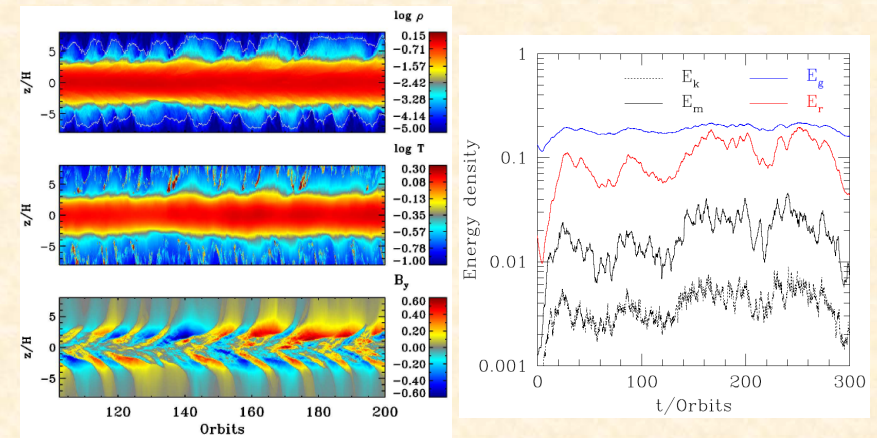 log ρ
z/H
5
0
−5
0.15
−0.71
−1.57
−2.42
−3.28
−4.14
−5.00
log T
z/H
5
0
−5
0.30
0.08
−0.13
−0.35
−0.57
−0.78
−1.00
B_y
z/H
5
0
−5
0.60
0.40
0.20
0.00
−0.20
−0.40
−0.60
120 140 160 180 200
Orbits
Energy density
1
0.1
0.01
0.001
E_k E_g
E_m E_r
0 100 200 300
t/Orbits